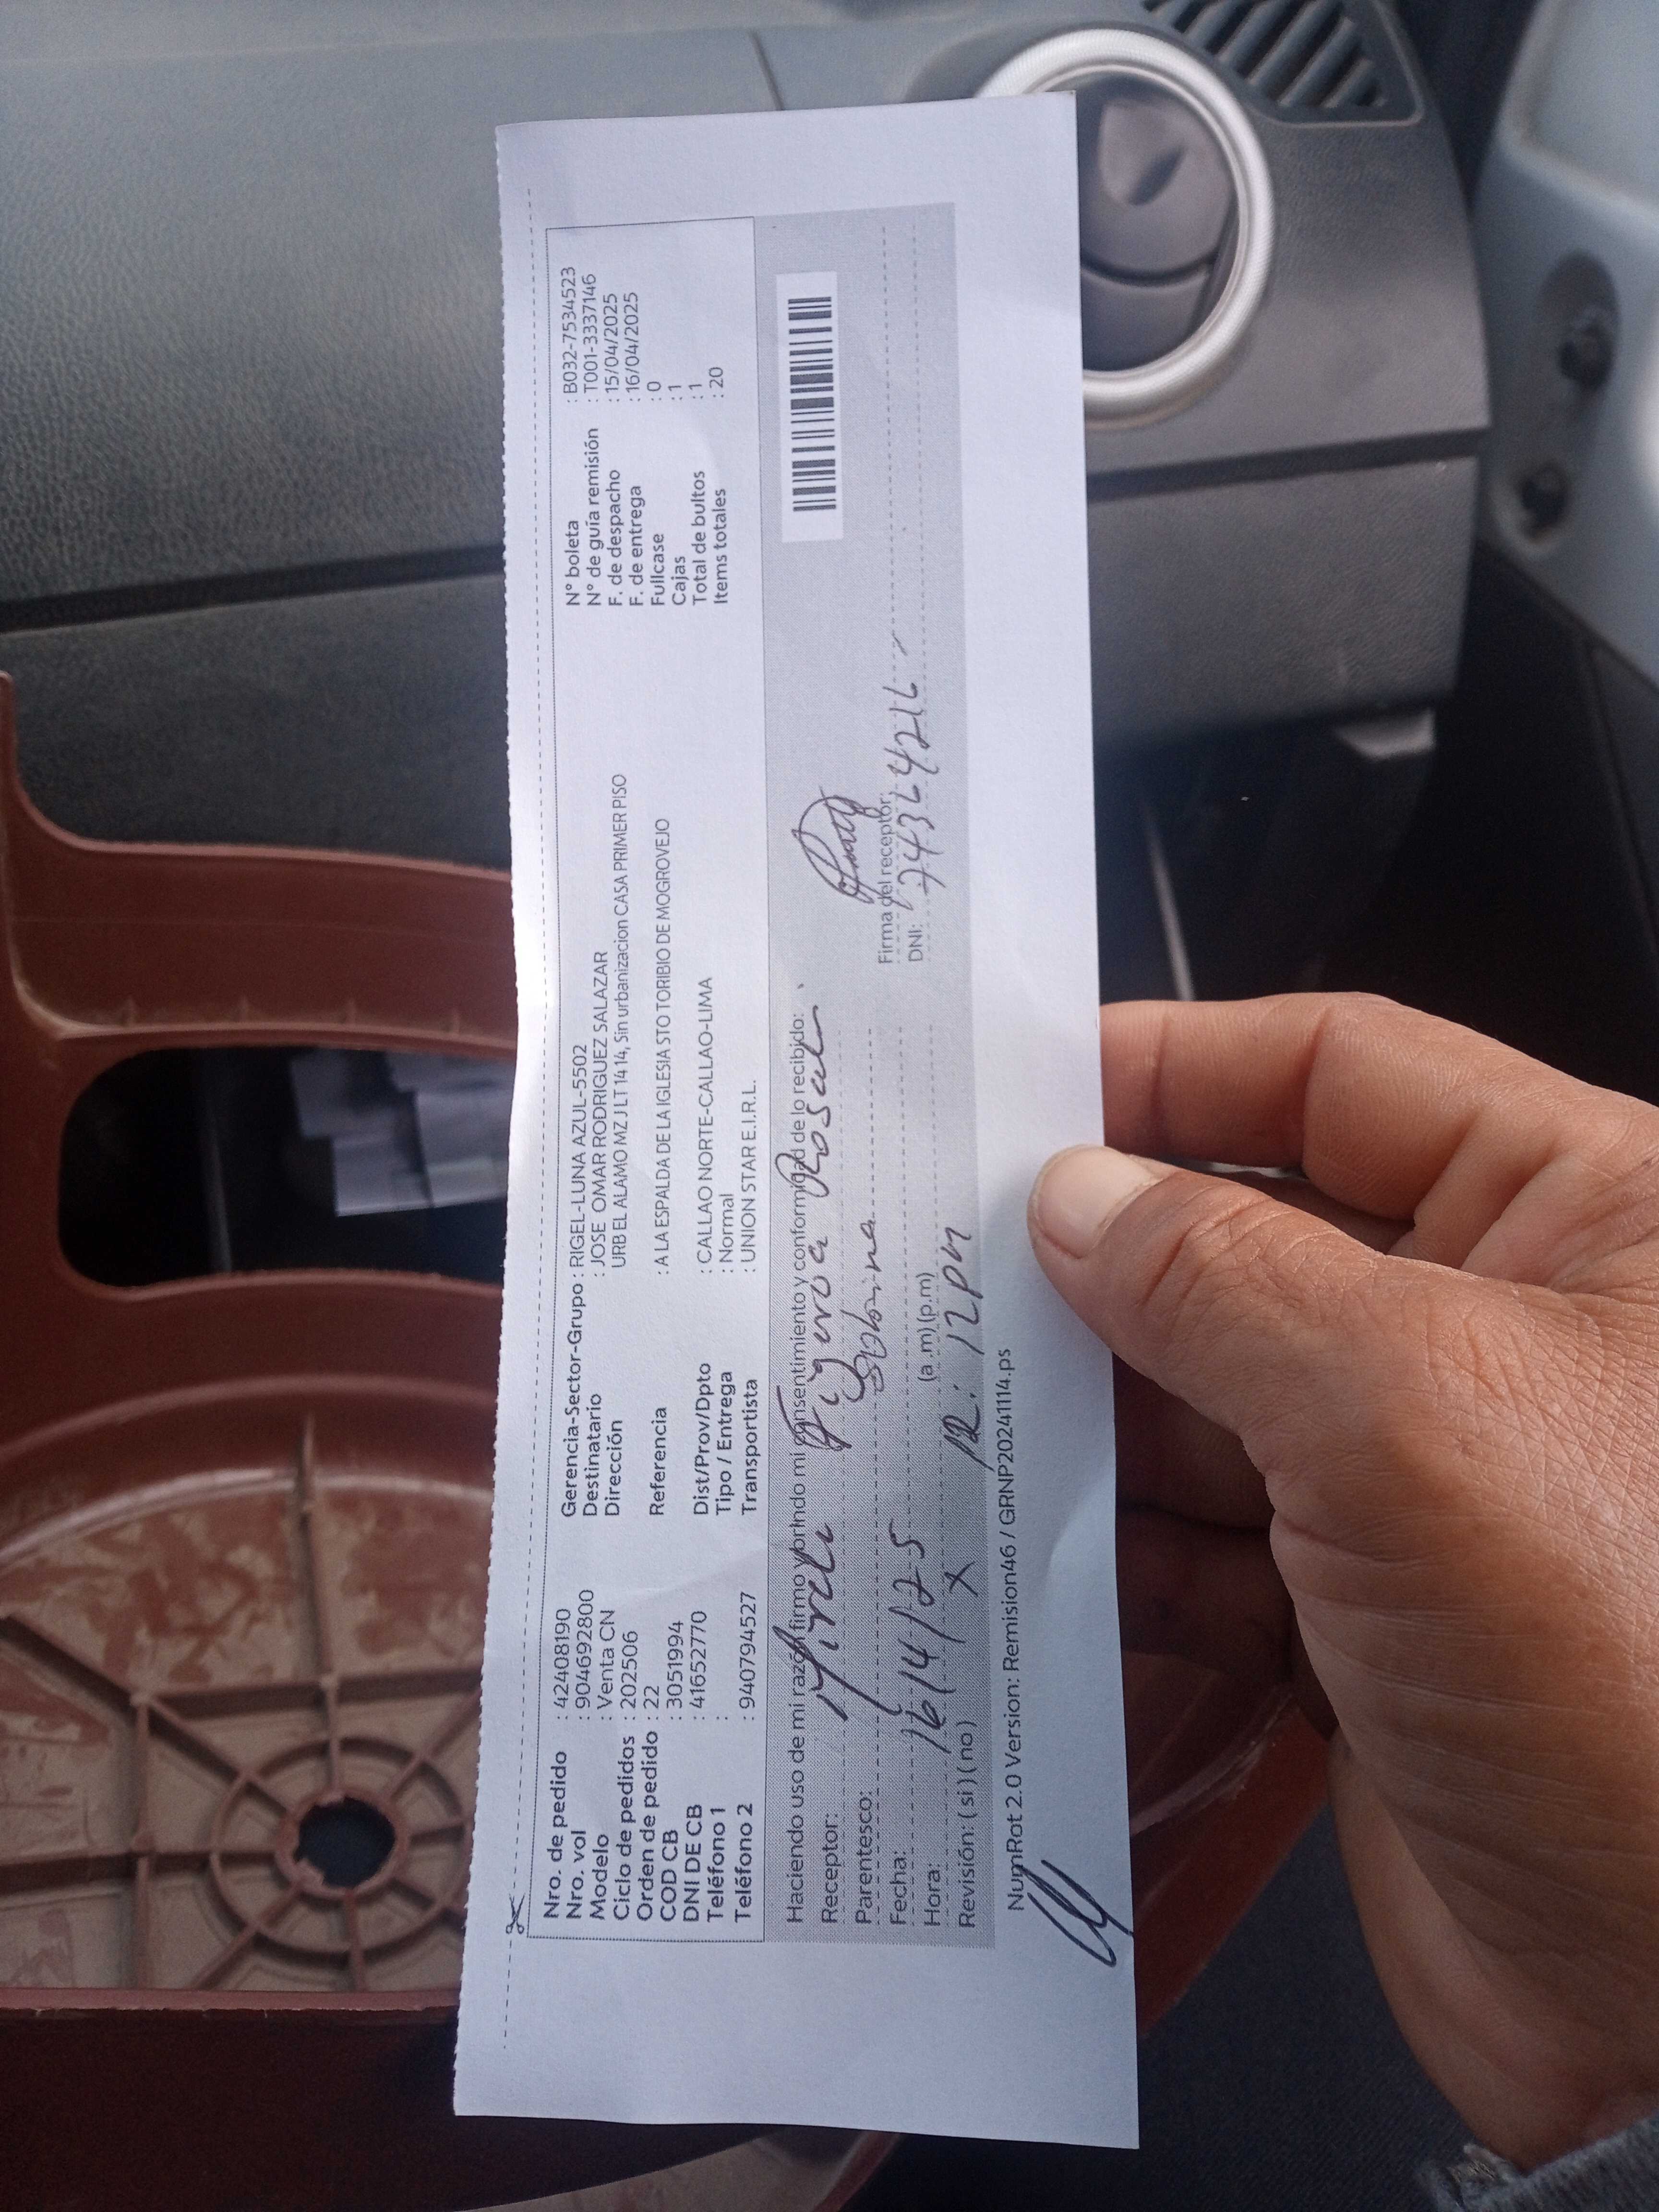 Nro. de pedido : 42408190
Nro. vol : 904692800
Modelo : Venta CN
Ciclo de pedidos : 202506
Orden de pedido : 22
COD CB : 3051994
DNI DE CB : 41652770
Teléfono 1 :
Teléfono 2 : 940794527
Gerencia-Sector-Grupo : RIGEL-LUNA AZUL-5502
Destinatario : JOSE OMAR RODRIGUEZ SALAZAR
Dirección URB EL ALAMO MZ J LT 14 14, Sin urbanizacion CASA PRIMER PISO
Referencia : A LA ESPALDA DE LA IGLESIA STO TORIBIO DE MOGROVEJO
Dist/Prov/Dpto : CALLAO NORTE-CALLAO-LIMA
Tipo / Entrega : Normal
Transportista : UNION STAR E.I.R.L.
N° boleta : B032-7534523
N° de guía remisión : T001-3337146
F. de despacho : 15/04/2025
F. de entrega : 16/04/2025
Fullcase : 0
Cajas : 1
Total de bultos : 1
Items totales : 20
Haciendo uso de mi razón firmo y brindo mi consentimiento y conformidad de lo recibido:
Receptor: Figueroa
Parentesco: Sobrina
Fecha: 16/4/25
Hora: (a.m) (p.m)
Revisión: ( si ) ( no ) X 12:12pm
Firma del receptor:
DNI:
NumRot 2.0 Version: Remision46 / GRNP20241114.ps